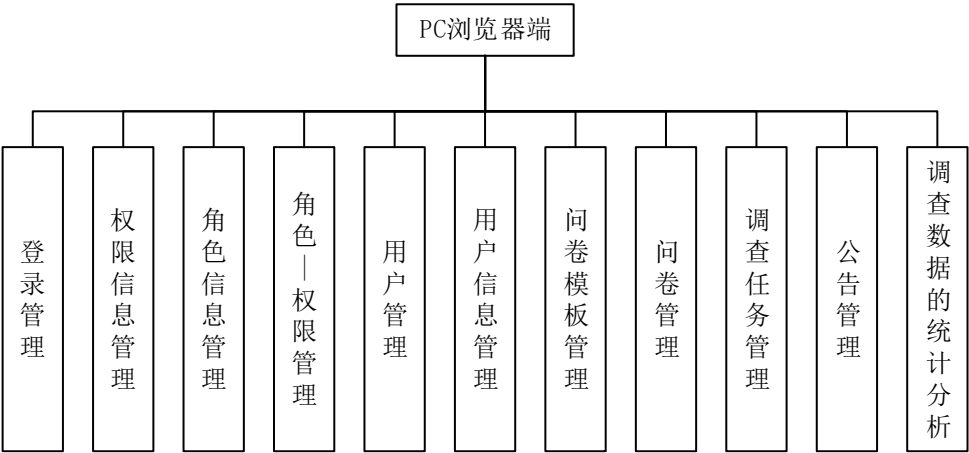 PC浏览器端
登录管理
权限信息管理
角色信息管理
角色—权限管理
用户管理
用户信息管理
问卷模板管理
问卷管理
调查任务管理
公告管理
调查数据的统计分析